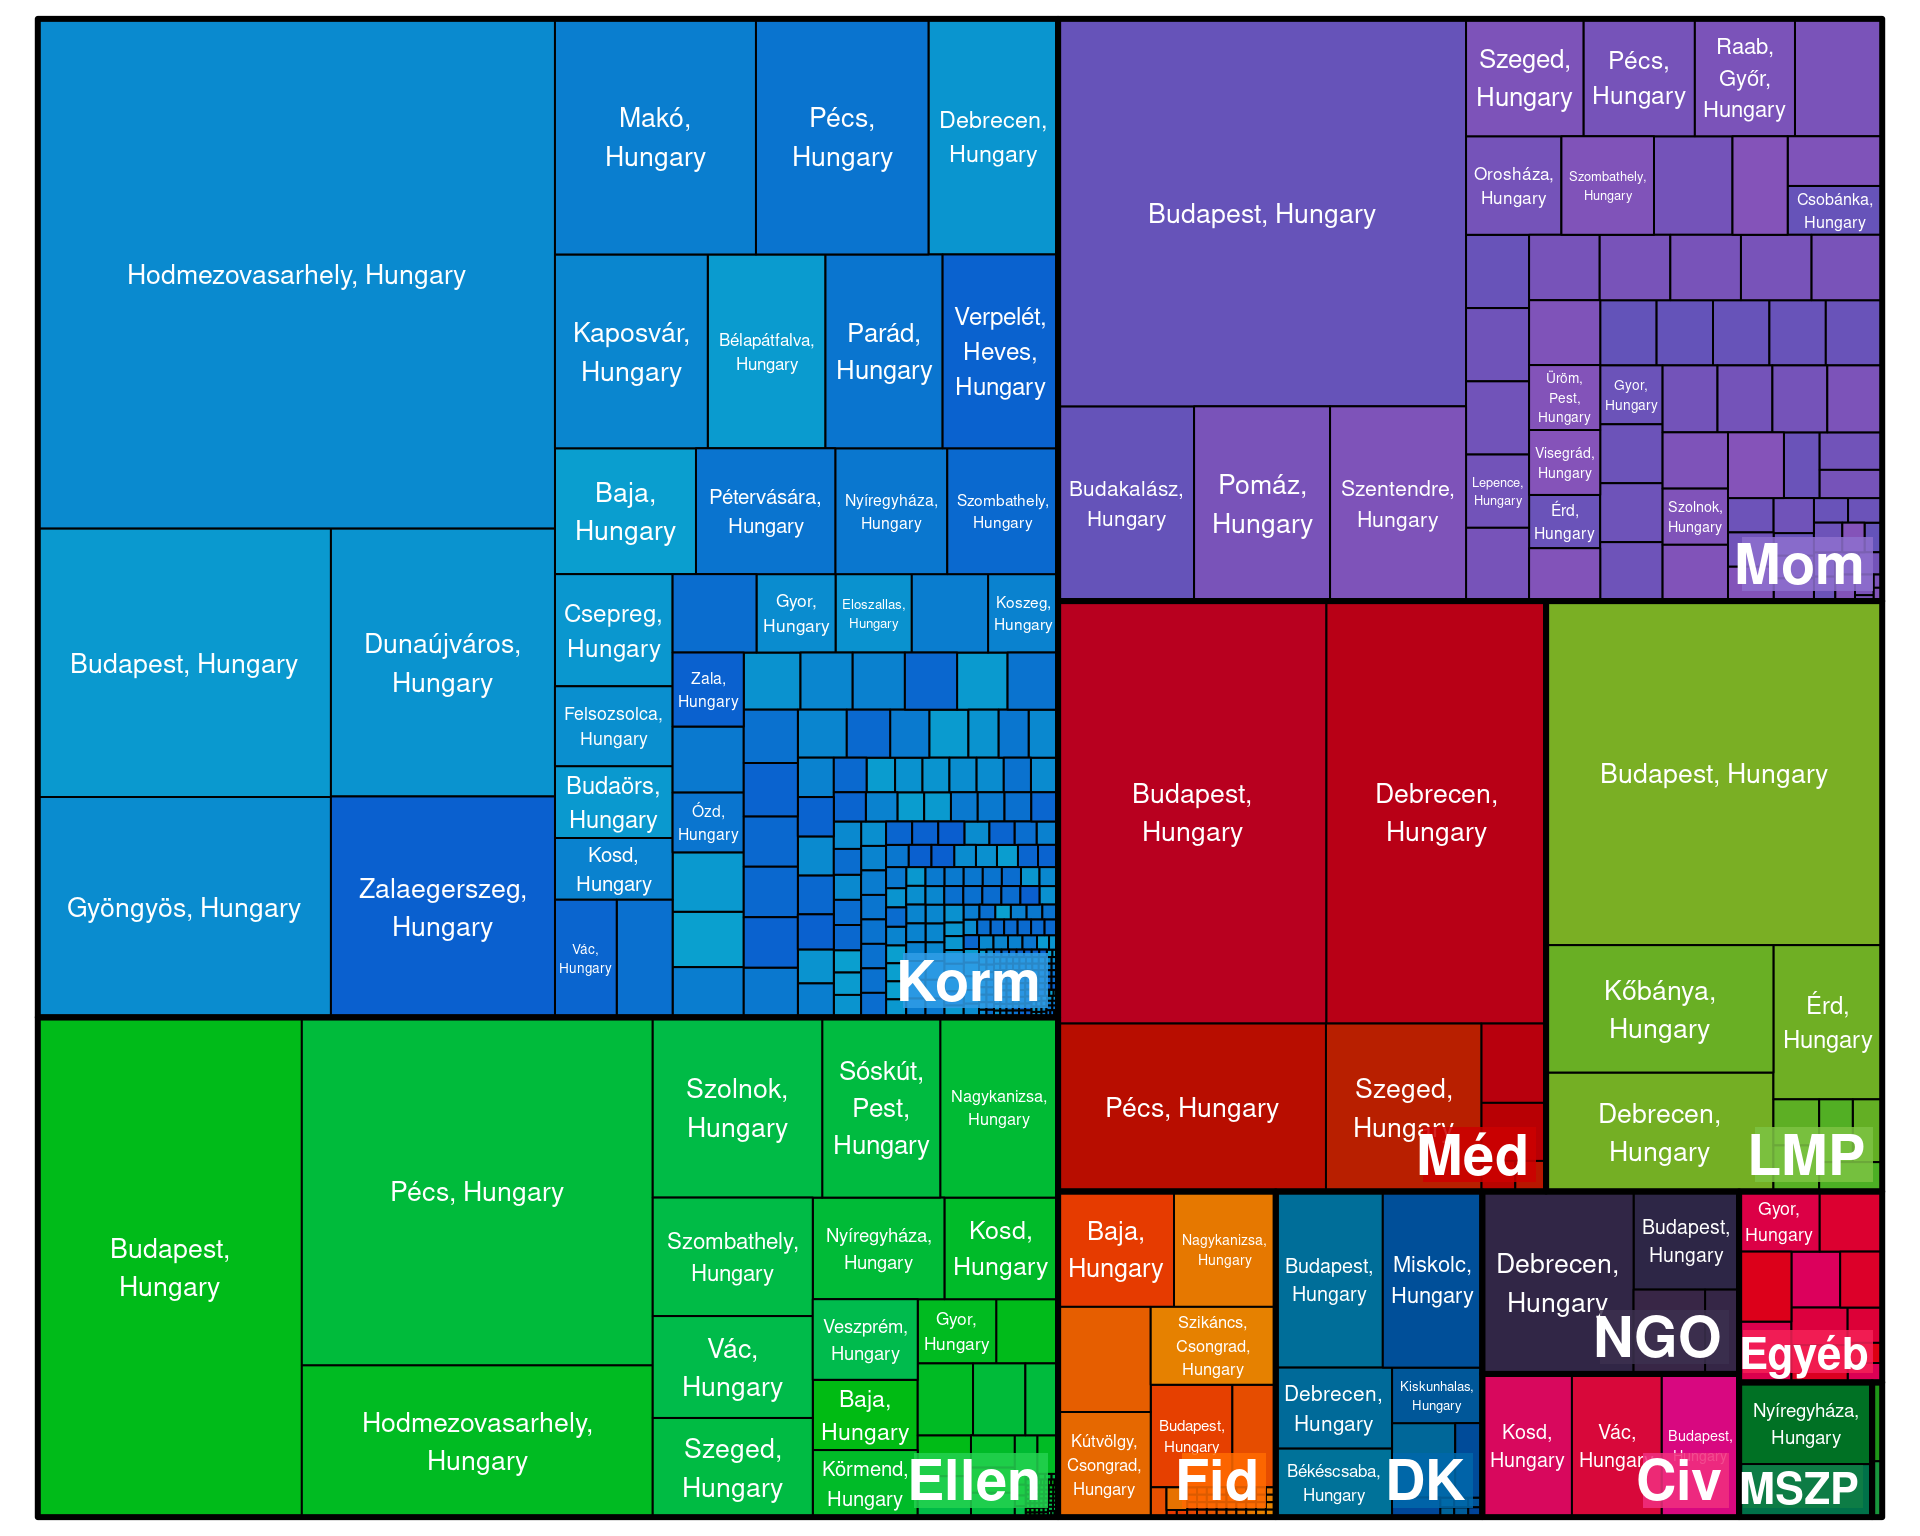 Hodmezovasarhely, Hungary
Makó,
Hungary
Pécs,
Hungary
Debrecen,
Hungary
Kaposvár,
Hungary
Bélapátfalva,
Hungary
Parád,
Hungary
Verpelét,
Heves,
Hungary
Baja,
Hungary
Pétervására,
Hungary
Nyíregyháza,
Hungary
Szombathely,
Hungary
Budapest, Hungary
Dunaújváros,
Hungary
Gyöngyös, Hungary
Zalaegerszeg,
Hungary
Csepreg,
Hungary
Gyor,
Hungary
Eloszallas,
Hungary
Koszeg,
Hungary
Zala,
Hungary
Felsozsolca,
Hungary
Budaörs,
Hungary
Ózd,
Hungary
Kosd,
Hungary
Vác,
Hungary
Korm
Budapest, Hungary
Szeged,
Hungary
Pécs,
Hungary
Raab,
Győr,
Hungary
Orosháza,
Hungary
Szombathely,
Hungary
Csobánka,
Hungary
Budakalász,
Hungary
Pomáz,
Hungary
Szentendre,
Hungary
Üröm,
Pest,
Hungary
Gyor,
Hungary
Visegrád,
Hungary
Lepence,
Hungary
Érd,
Hungary
Szolnok,
Hungary
Mom
Budapest,
Hungary
Debrecen,
Hungary
Pécs, Hungary
Szeged,
Hungary
Méd
Budapest, Hungary
Kőbánya,
Hungary
Érd,
Hungary
Debrecen,
Hungary
LMP
Budapest,
Hungary
Pécs, Hungary
Hodmezovasarhely,
Hungary
Szolnok,
Hungary
Sóskút,
Pest,
Hungary
Nagykanizsa,
Hungary
Szombathely,
Hungary
Nyíregyháza,
Hungary
Kosd,
Hungary
Vác,
Hungary
Veszprém,
Hungary
Gyor,
Hungary
Baja,
Hungary
Szeged,
Hungary
Körmend,
Hungary
Ellen
Baja,
Hungary
Nagykanizsa,
Hungary
Szikáncs,
Csongrad,
Hungary
Kútvölgy,
Csongrad,
Hungary
Budapest,
Hungary
Fid
Budapest,
Hungary
Miskolc,
Hungary
Debrecen,
Hungary
Kiskunhalas,
Hungary
Békéscsaba,
Hungary
DK
Debrecen,
Hungary
Budapest,
Hungary
NGO
Gyor,
Hungary
Egyéb
Kosd,
Hungary
Vác,
Hungary
Budapest,
Hungary
Civ
Nyíregyháza,
Hungary
MSZP